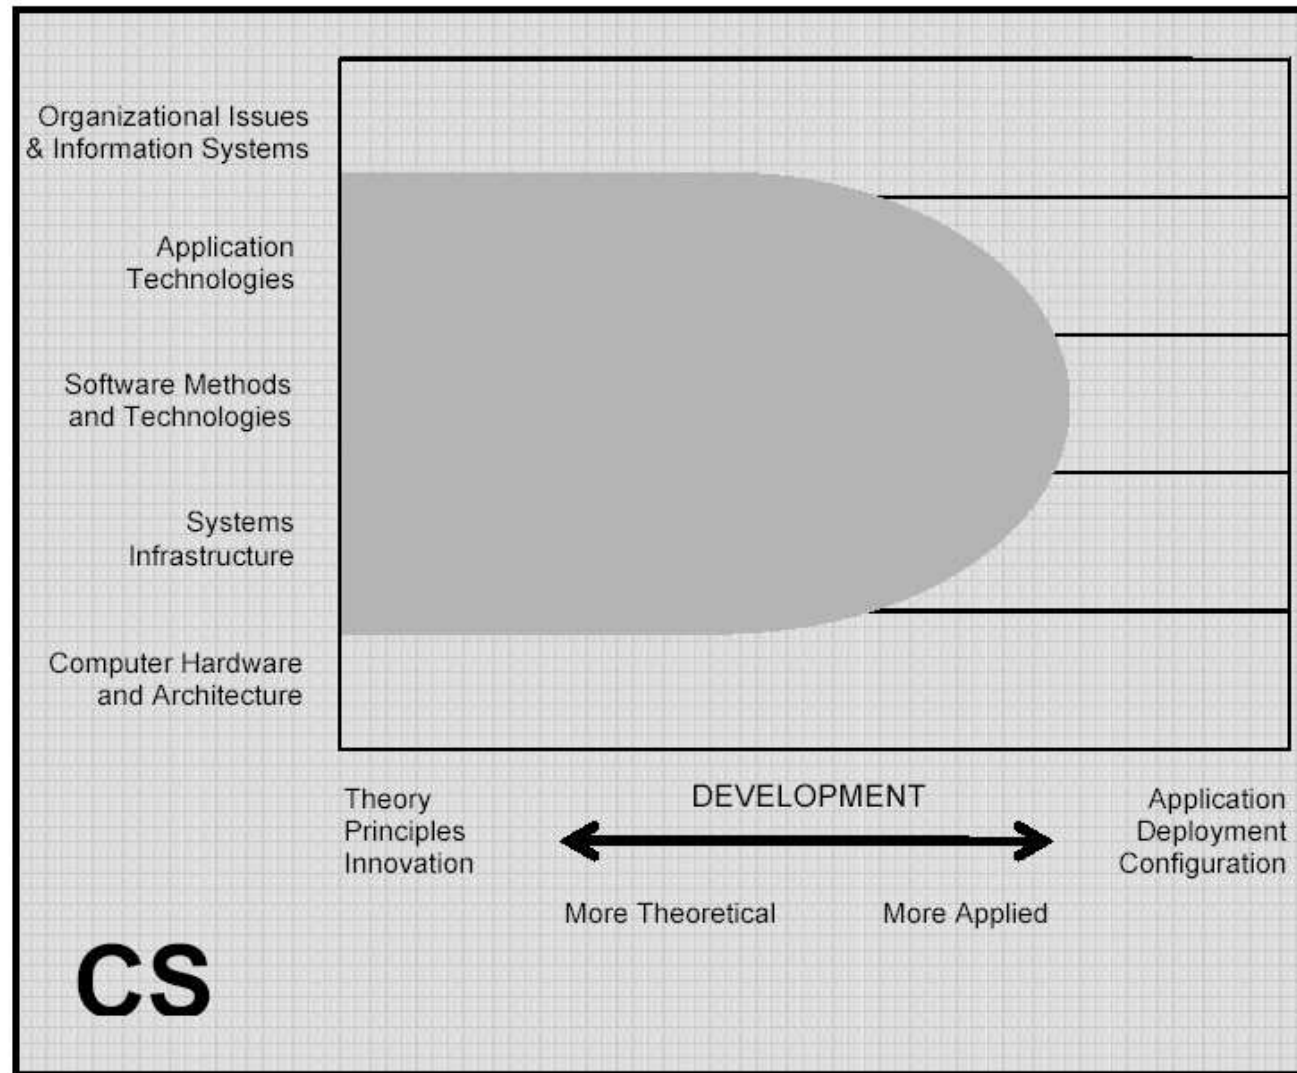 Organizational Issues
& Information Systems
Application
Technologies
Software Methods
and Technologies
Systems
Infrastructure
Computer Hardware
and Architecture
Theory
Principles
Innovation
DEVELOPMENT
More Theoretical
More Applied
Application
Deployment
Configuration
CS